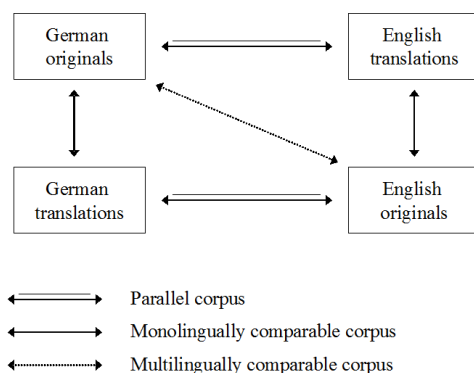 German
originals
English
translations
German
translations
English
originals
Parallel corpus
Monolingually comparable corpus
Multilingually comparable corpus